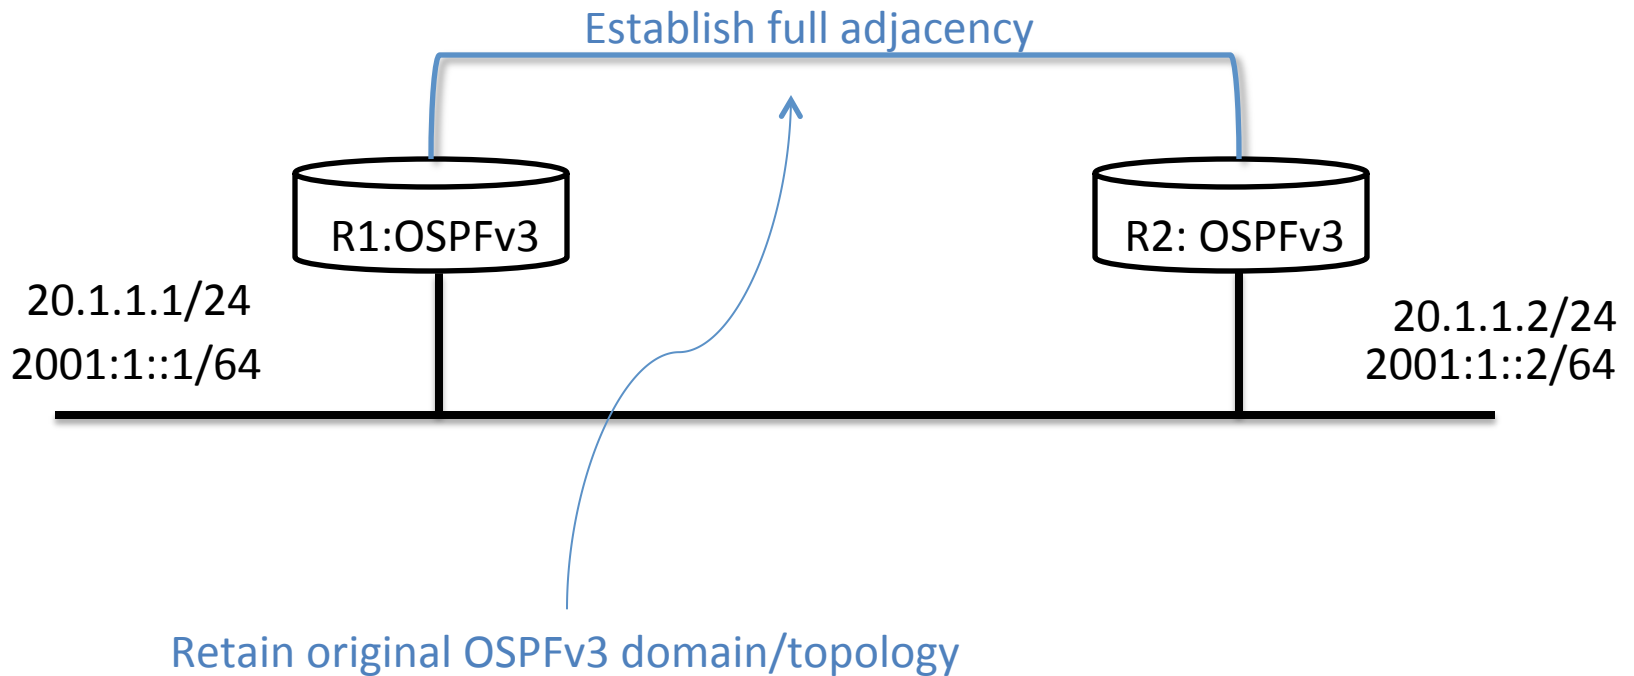 Establish full adjacency
R1:OSPFv3
R2: OSPFv3
20.1.1.1/24
2001:1::1/64
20.1.1.2/24
2001:1::2/64
Retain original OSPFv3 domain/topology